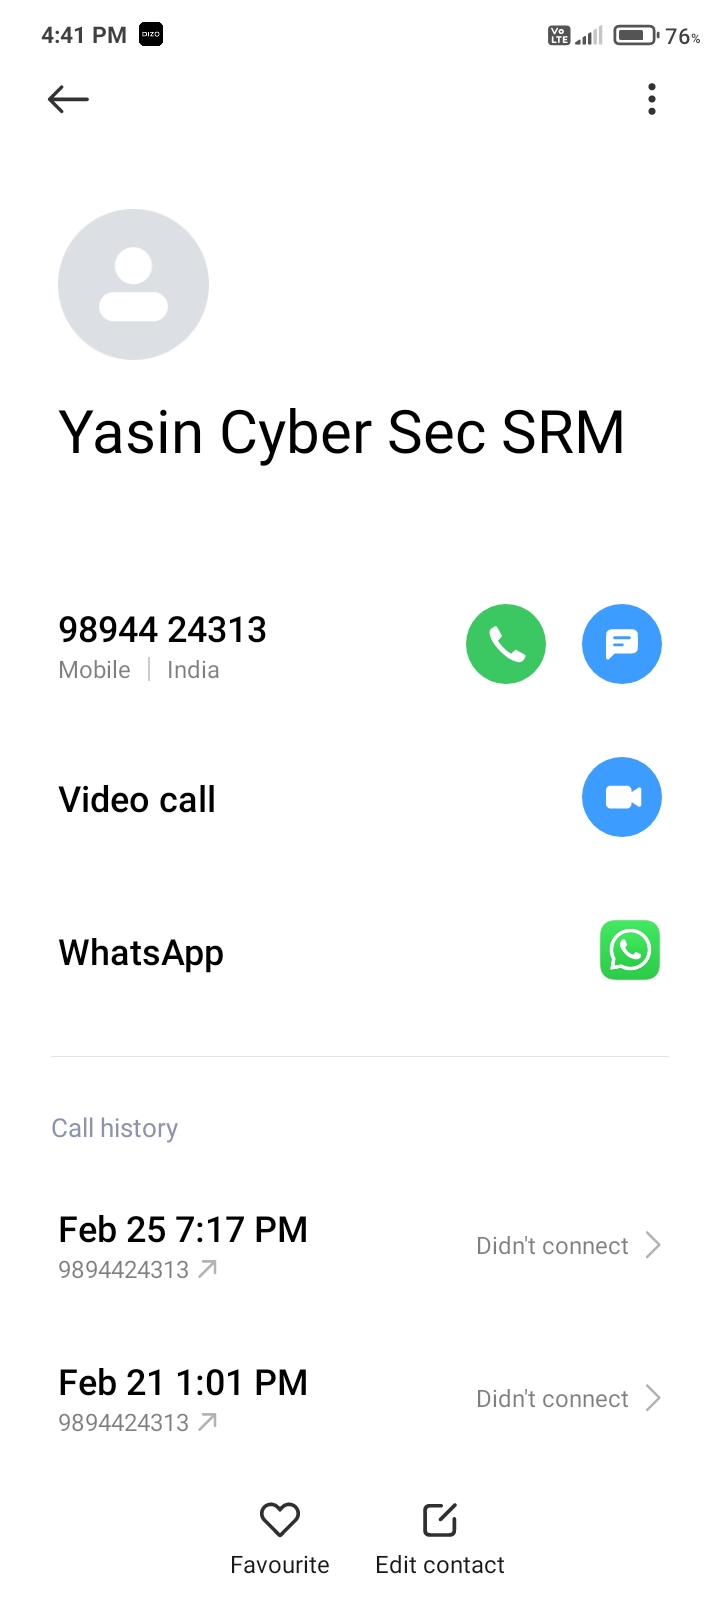 4:41 PM DIZO Vo LTE 76%
Yasin Cyber Sec SRM
98944 24313
Mobile | India
Video call
WhatsApp
Call history
Feb 25 7:17 PM
Didn't connect
9894424313
Feb 21 1:01 PM
Didn't connect
9894424313
Favourite Edit contact